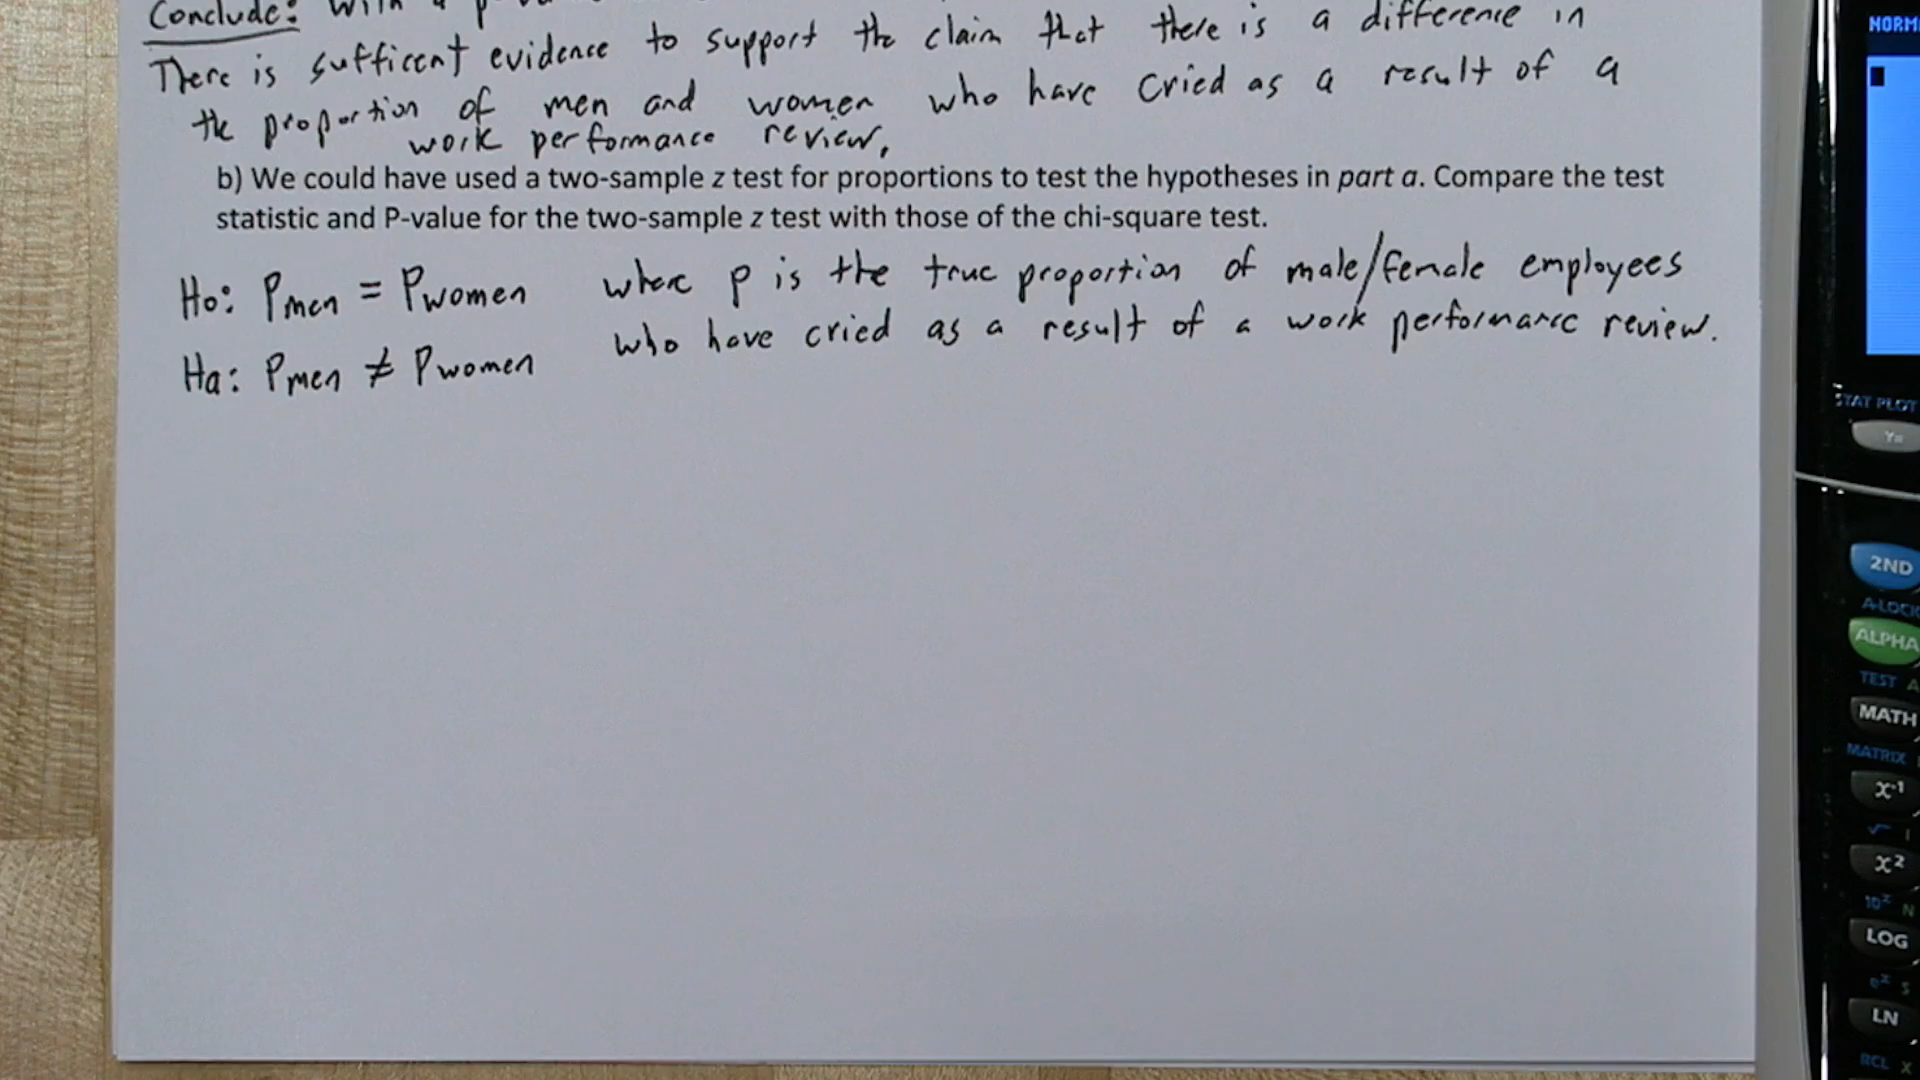 Conclude: With a p
There is sufficent evidence to support the claim that there is a difference in
the proportion of men and women who have cried as a result of a
work performance review.
b) We could have used a two-sample z test for proportions to test the hypotheses in part a. Compare the test
statistic and P-value for the two-sample z test with those of the chi-square test.
Ho: Pmen = Pwomen where p is the true proportion of male/female employees
who have cried as a result of a work performance review.
Ha: Pmen ≠ Pwomen
NORM
STAT PLOT
Y=
2ND
A-LOCK
ALPHA
TEST A
MATH
MATRIX
x⁻¹
√ I
x²
10ˣ N
LOG
eˣ S
LN
RCL X